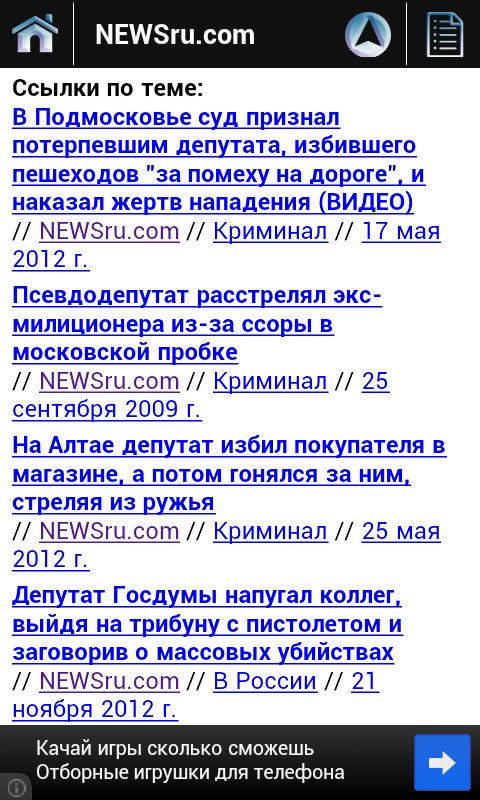 NEWSru.com
Ссылки по теме:
В Подмосковье суд признал
потерпевшим депутата, избившего
пешеходов "за помеху на дороге", и
наказал жертв нападения (ВИДЕО)
// NEWSru.com // Криминал // 17 мая
2012 г.
Псевдодепутат расстрелял экс-
милиционера из-за ссоры в
московской пробке
// NEWSru.com // Криминал // 25
сентября 2009 г.
На Алтае депутат избил покупателя в
магазине, а потом гонялся за ним,
стреляя из ружья
// NEWSru.com // Криминал // 25 мая
2012 г.
Депутат Госдумы напугал коллег,
выйдя на трибуну с пистолетом и
заговорив о массовых убийствах
// NEWSru.com // В России // 21
ноября 2012 г.
Качай игры сколько сможешь
Отборные игрушки для телефона